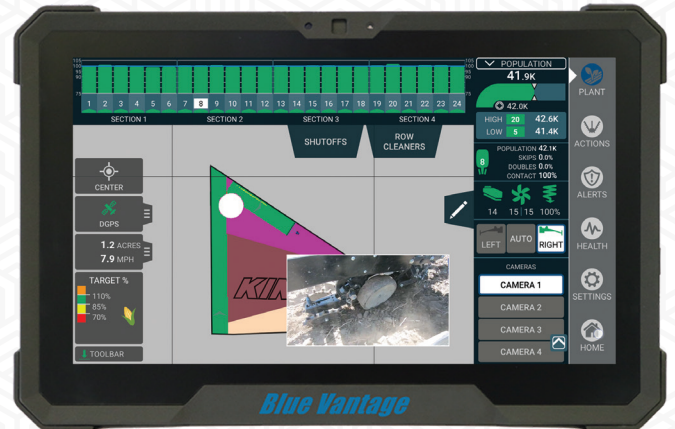 105
100
95
75
105
100
95
75
1 2 3 4 5 6 7 8 9 10 11 12 13 14 15 16 17 18 19 20 21 22 23 24
SECTION 1 SECTION 2 SECTION 3 SECTION 4
SHUTOFFS
ROW
CLEANERS
CENTER
DGPS
1.2 ACRES
7.9 MPH
TARGET %
110%
85%
70%
TOOLBAR
KIN
POPULATION
41.9K
42.0K
HIGH 20 42.6K
LOW 5 41.4K
8
POPULATION 42.1K
SKIPS 0.0%
DOUBLES 0.0%
CONTACT 100%
14 15|15 100%
LEFT AUTO RIGHT
CAMERAS
CAMERA 1
CAMERA 2
CAMERA 3
CAMERA 4
PLANT
ACTIONS
ALERTS
HEALTH
SETTINGS
HOME
Blue Vantage